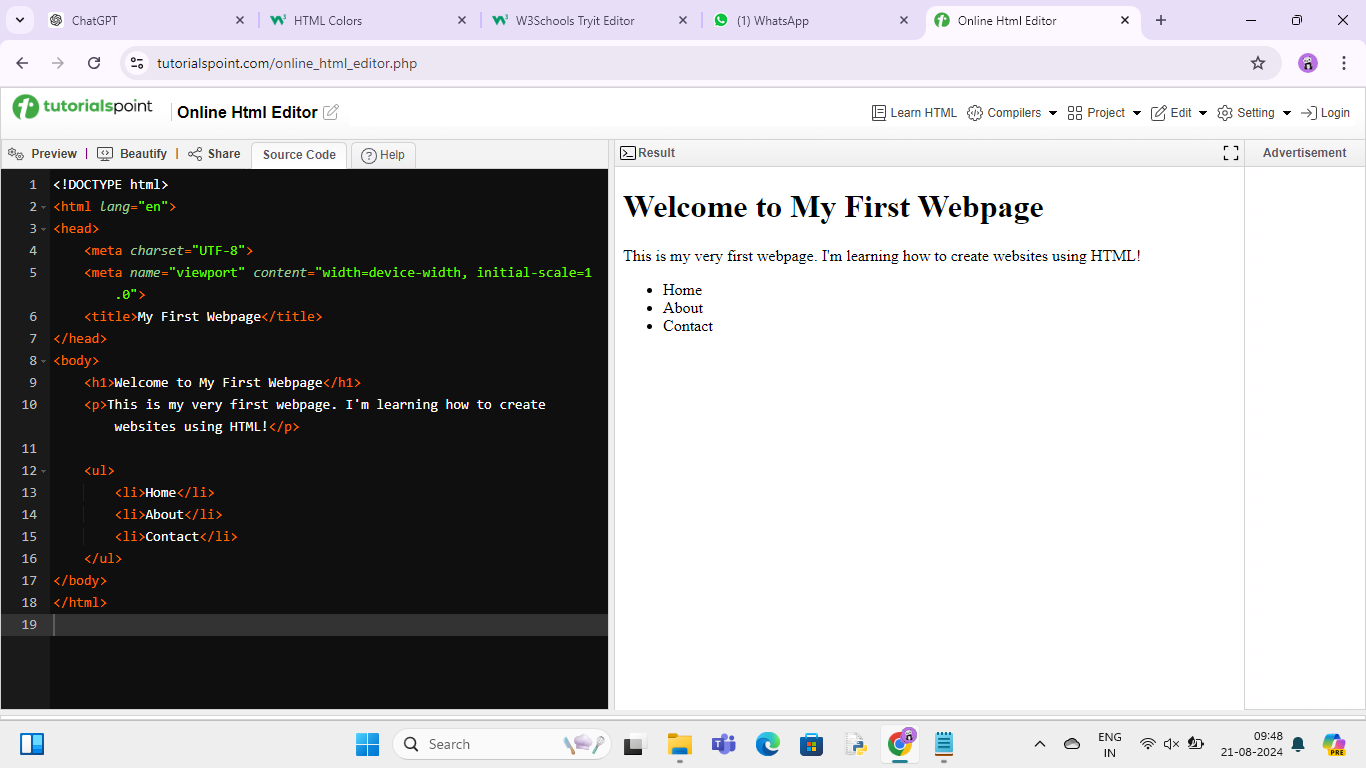 ChatGPT
HTML Colors
W3Schools Tryit Editor
(1) WhatsApp
Online Html Editor
tutorialspoint.com/online_html_editor.php
tutorialspoint
Online Html Editor
Learn HTML
Compilers
Project
Edit
Setting
Login
Preview
Beautify
Share
Source Code
Help
Result
Advertisement
1 <!DOCTYPE html>
2 <html lang="en">
3 <head>
4 <meta charset="UTF-8">
5 <meta name="viewport" content="width=device-width, initial-scale=1
.0">
6 <title>My First Webpage</title>
7 </head>
8 <body>
9 <h1>Welcome to My First Webpage</h1>
10 <p>This is my very first webpage. I'm learning how to create
websites using HTML!</p>
11
12 <ul>
13 <li>Home</li>
14 <li>About</li>
15 <li>Contact</li>
16 </ul>
17 </body>
18 </html>
19
Welcome to My First Webpage
This is my very first webpage. I'm learning how to create websites using HTML!
• Home
• About
• Contact
Search
ENG
IN
09:48
21-08-2024
PRE